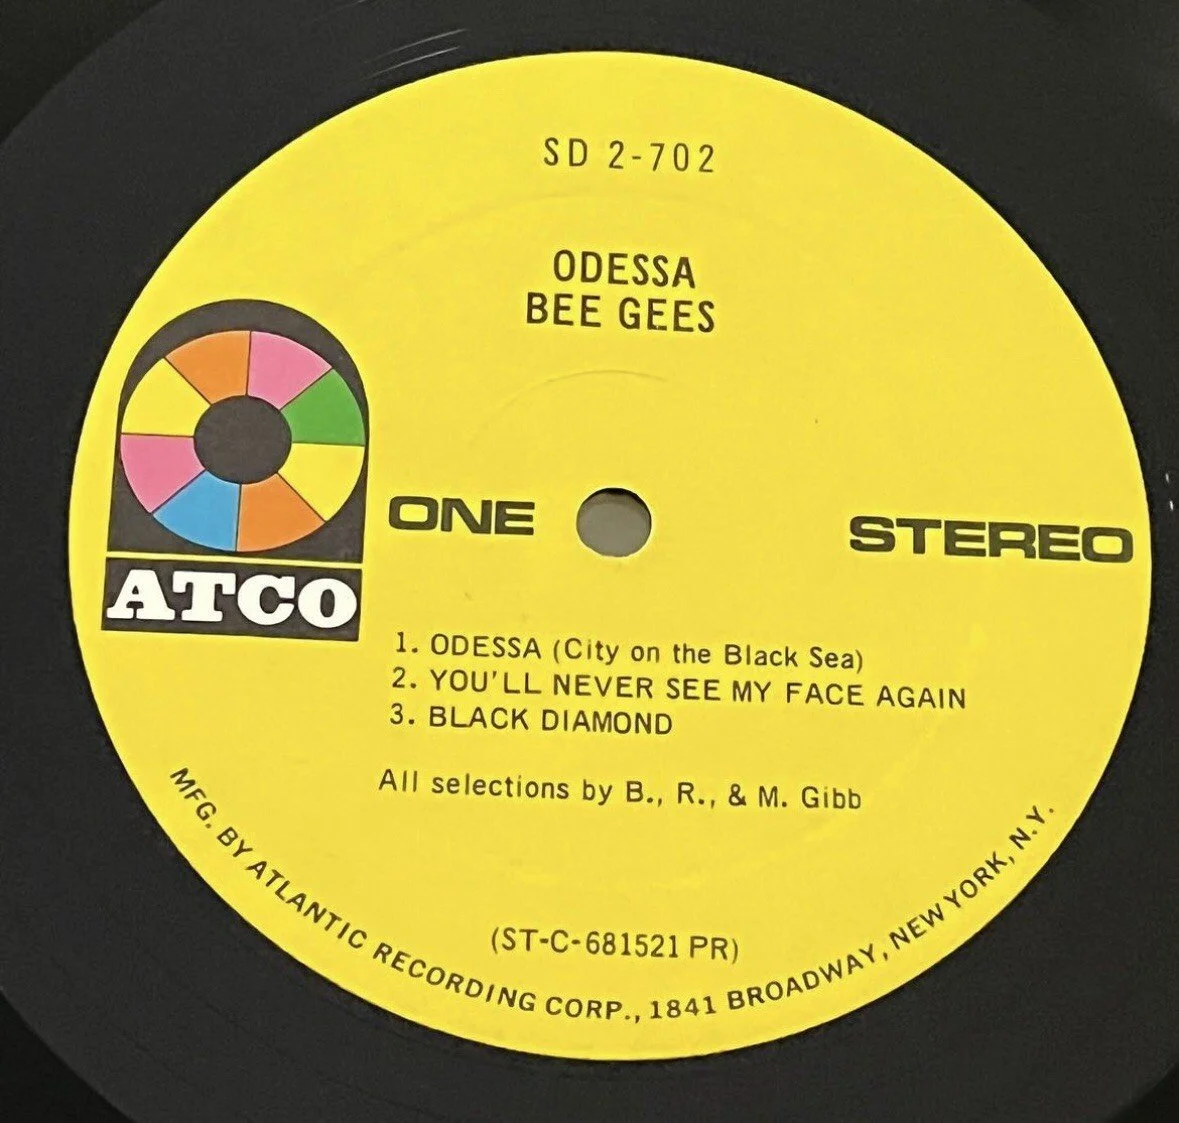 SD 2-702
ODESSA
BEE GEES
ONE
STEREO
ATCO
1. ODESSA (City on the Black Sea)
2. YOU'LL NEVER SEE MY FACE AGAIN
3. BLACK DIAMOND
All selections by B., R., & M. Gibb
(ST-C-681521 PR)
MFG. BY ATLANTIC RECORDING CORP., 1841 BROADWAY, NEW YORK, N.Y.